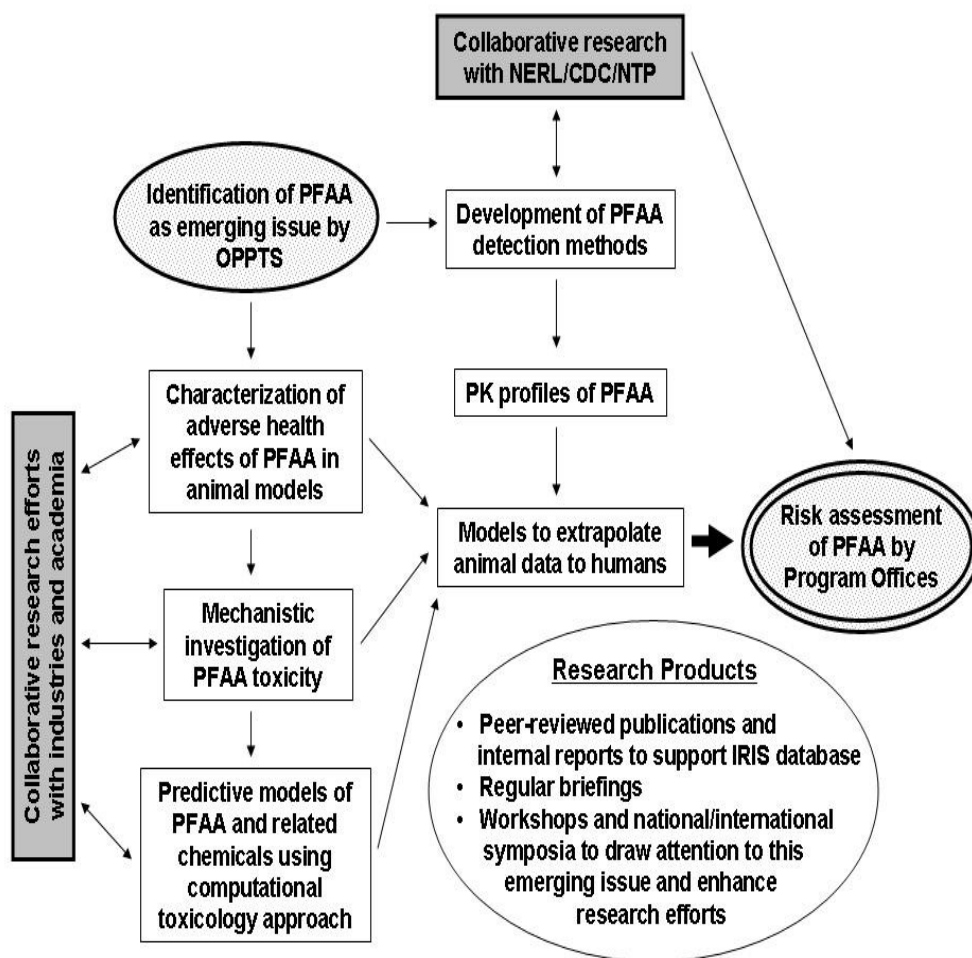 Collaborative research
with NERL/CDC/NTP
Identification of PFAA
as emerging issue by
OPPTS
Development of PFAA
detection methods
Characterization of
adverse health
effects of PFAA in
animal models
PK profiles of PFAA
Collaborative research efforts
with industries and academia
Models to extrapolate
animal data to humans
Risk assessment
of PFAA by
Program Offices
Mechanistic
investigation of
PFAA toxicity
Predictive models of
PFAA and related
chemicals using
computational
toxicology approach
Research Products
• Peer-reviewed publications and
internal reports to support IRIS database
• Regular briefings
• Workshops and national/international
symposia to draw attention to this
emerging issue and enhance
research efforts